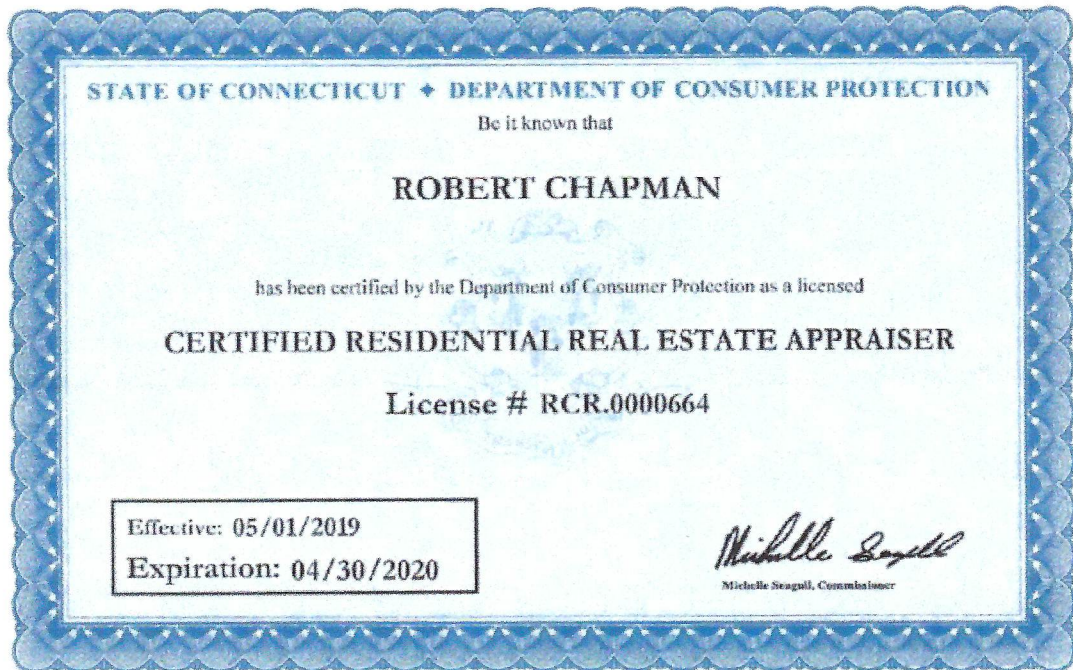 STATE OF CONNECTICUT ✦ DEPARTMENT OF CONSUMER PROTECTION
Be it known that
ROBERT CHAPMAN
has been certified by the Department of Consumer Protection as a licensed
CERTIFIED RESIDENTIAL REAL ESTATE APPRAISER
License # RCR.0000664
Effective: 05/01/2019
Expiration: 04/30/2020
Michelle Seagull
Michelle Seagull, Commissioner